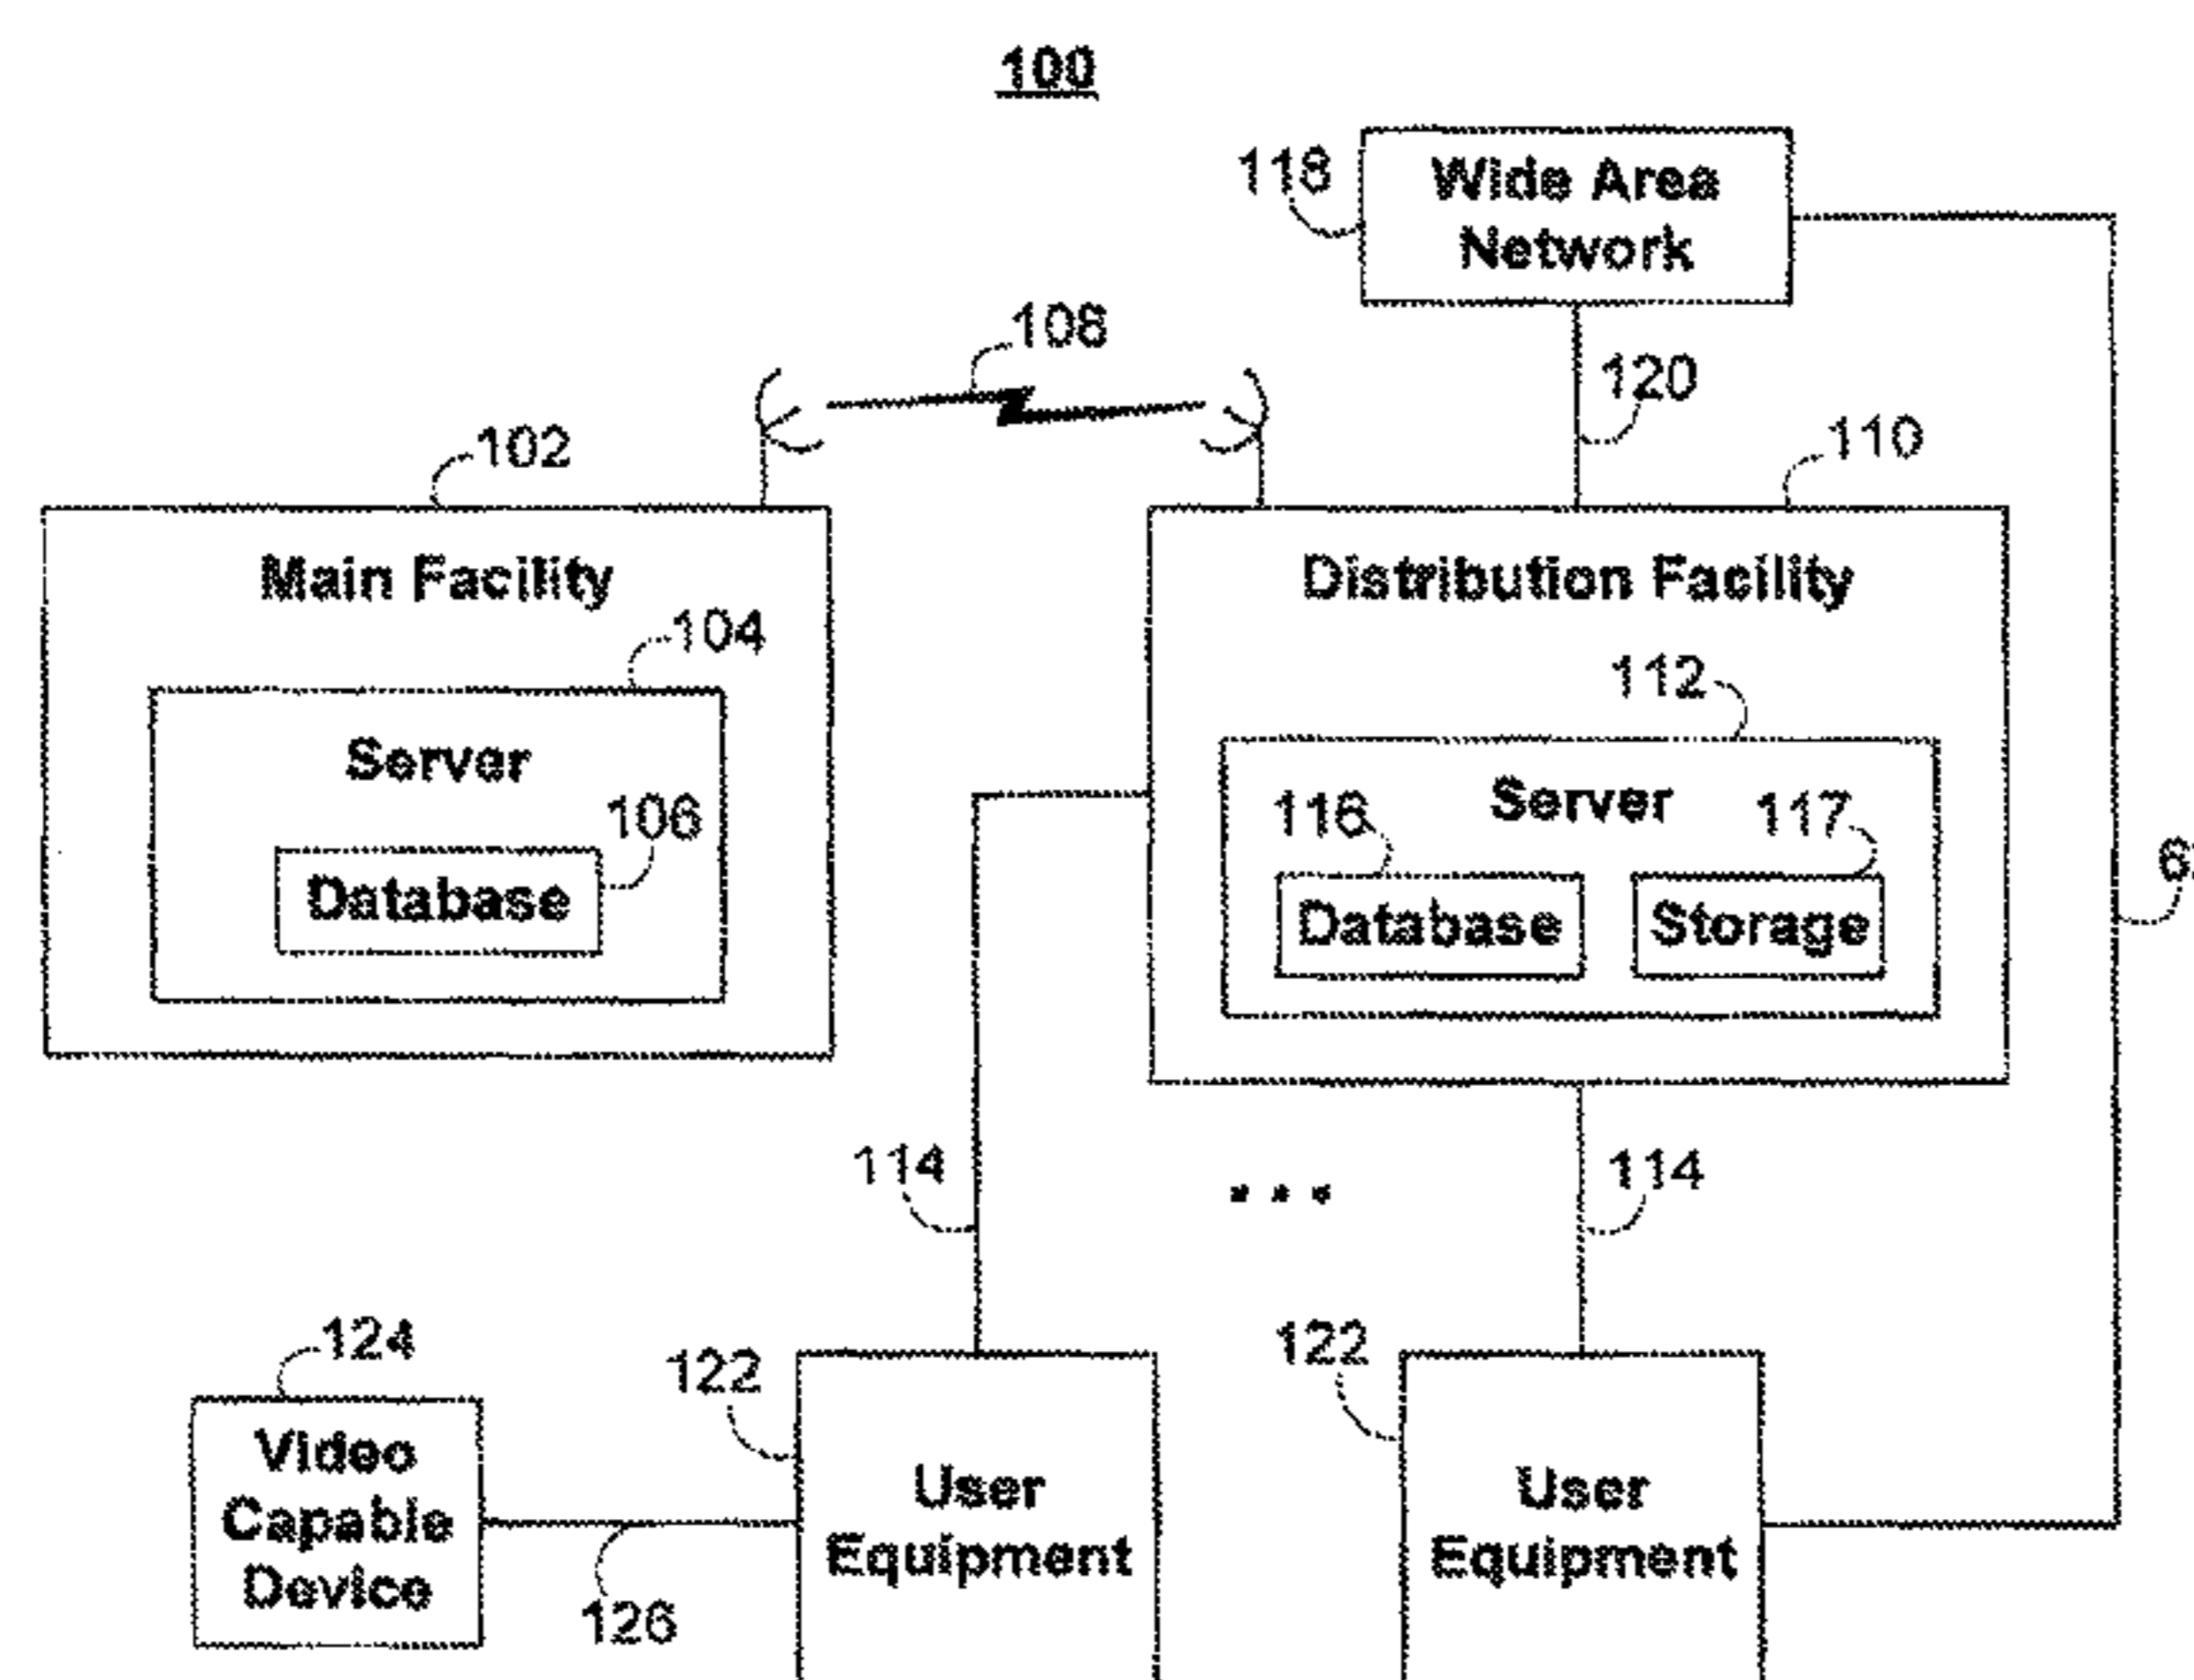 100
118
Wide Area
Network
108
120
102
110
Main Facility
Distribution Facility
104
112
Server
Server
106
116
117
Database
Database
Storage
114
114
124
122
122
Video
Capable
Device
User
Equipment
User
Equipment
126